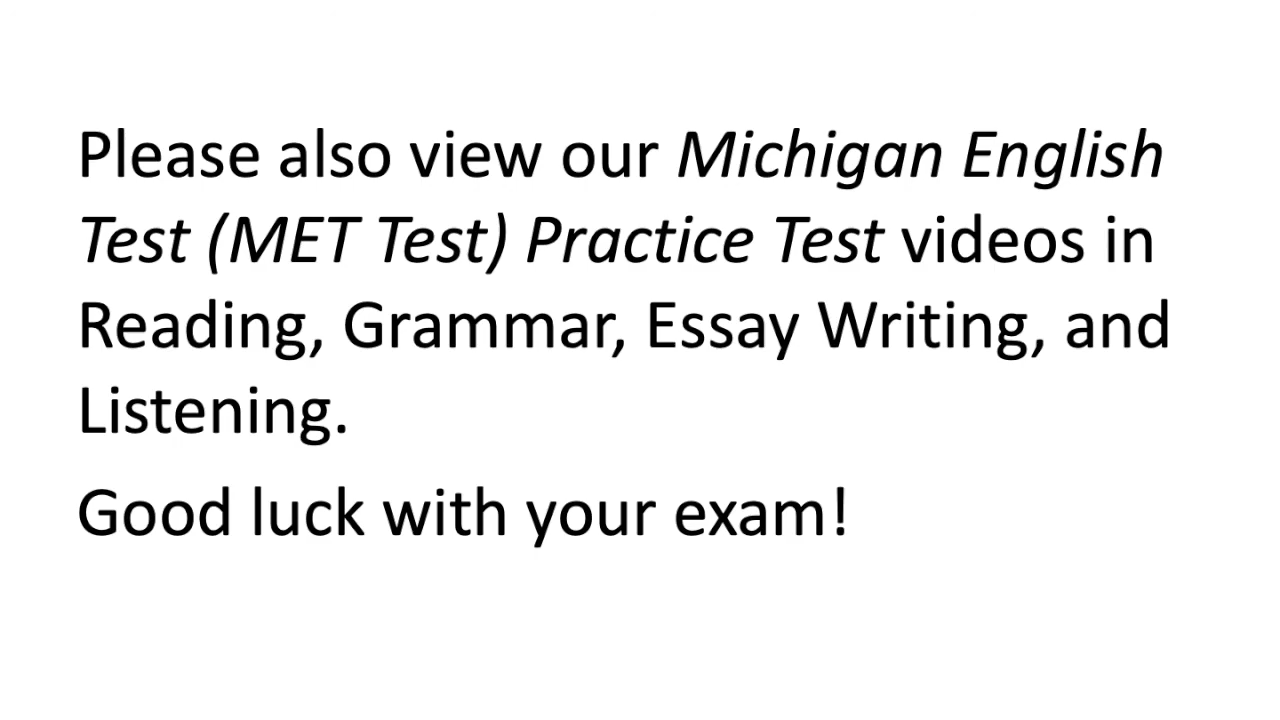 Please also view our Michigan English
Test (MET Test) Practice Test videos in
Reading, Grammar, Essay Writing, and
Listening.
Good luck with your exam!